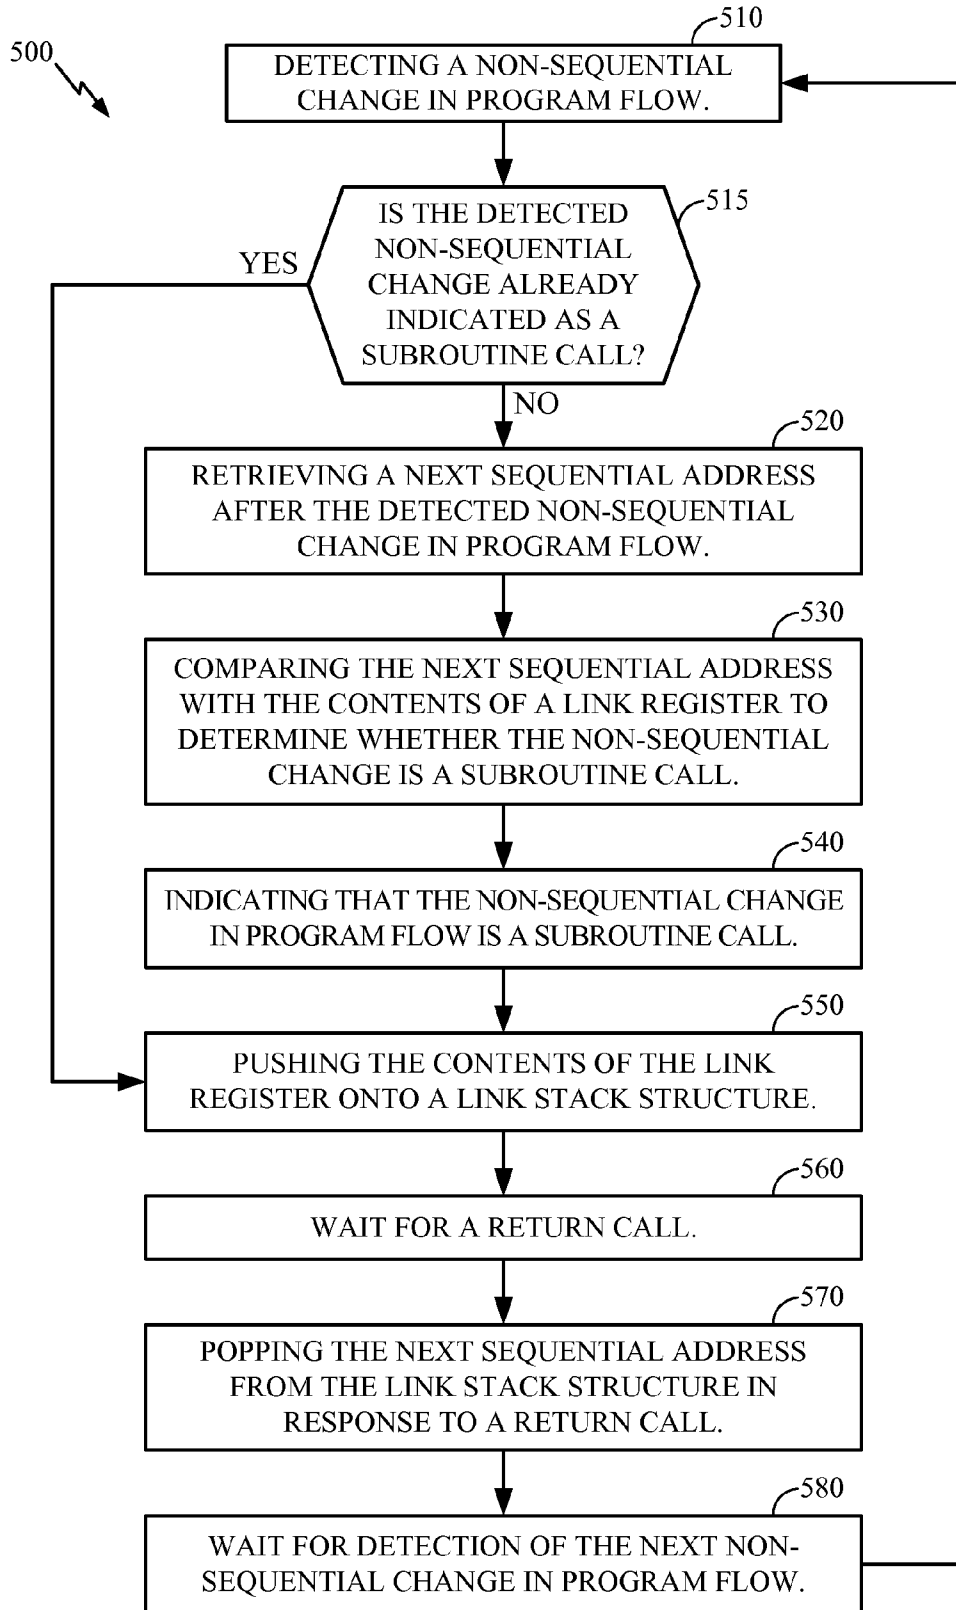 510
500
DETECTING A NON-SEQUENTIAL
CHANGE IN PROGRAM FLOW.
515
IS THE DETECTED
NON-SEQUENTIAL
CHANGE ALREADY
INDICATED AS A
SUBROUTINE CALL?
YES
NO
520
RETRIEVING A NEXT SEQUENTIAL ADDRESS
AFTER THE DETECTED NON-SEQUENTIAL
CHANGE IN PROGRAM FLOW.
530
COMPARING THE NEXT SEQUENTIAL ADDRESS
WITH THE CONTENTS OF A LINK REGISTER TO
DETERMINE WHETHER THE NON-SEQUENTIAL
CHANGE IS A SUBROUTINE CALL.
540
INDICATING THAT THE NON-SEQUENTIAL CHANGE
IN PROGRAM FLOW IS A SUBROUTINE CALL.
550
PUSHING THE CONTENTS OF THE LINK
REGISTER ONTO A LINK STACK STRUCTURE.
560
WAIT FOR A RETURN CALL.
570
POPPING THE NEXT SEQUENTIAL ADDRESS
FROM THE LINK STACK STRUCTURE IN
RESPONSE TO A RETURN CALL.
580
WAIT FOR DETECTION OF THE NEXT NON-
SEQUENTIAL CHANGE IN PROGRAM FLOW.